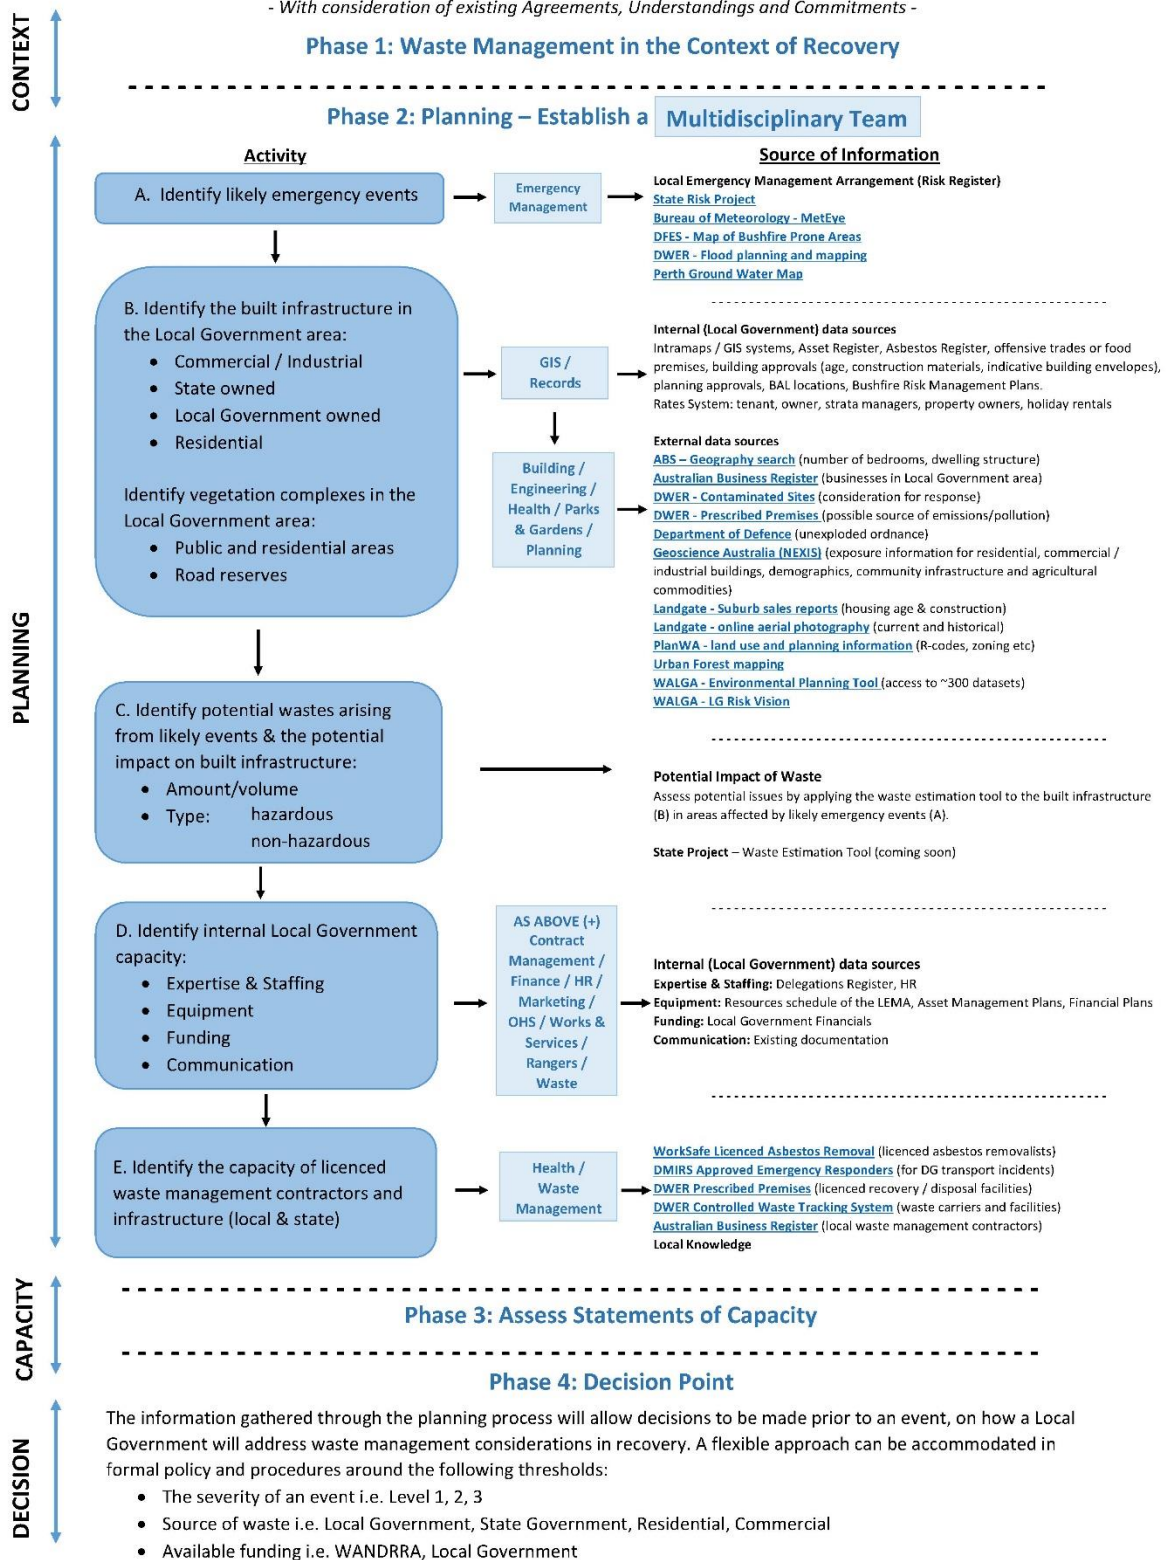 - With consideration of existing Agreements, Understandings and Commitments -
CONTEXT
Phase 1: Waste Management in the Context of Recovery
Phase 2: Planning – Establish a Multidisciplinary Team
PLANNING
Activity
Source of Information
A. Identify likely emergency events
Emergency
Management
Local Emergency Management Arrangement (Risk Register)
State Risk Project
Bureau of Meteorology - MetEye
DFES - Map of Bushfire Prone Areas
DWER - Flood planning and mapping
Perth Ground Water Map
B. Identify the built infrastructure in
the Local Government area:
• Commercial / Industrial
• State owned
• Local Government owned
• Residential
Identify vegetation complexes in the
Local Government area:
• Public and residential areas
• Road reserves
GIS /
Records
Building /
Engineering /
Health / Parks
& Gardens /
Planning
Internal (Local Government) data sources
Intramaps / GIS systems, Asset Register, Asbestos Register, offensive trades or food
premises, building approvals (age, construction materials, indicative building envelopes),
planning approvals, BAL locations, Bushfire Risk Management Plans.
Rates System: tenant, owner, strata managers, property owners, holiday rentals
External data sources
ABS – Geography search (number of bedrooms, dwelling structure)
Australian Business Register (businesses in Local Government area)
DWER - Contaminated Sites (consideration for response)
DWER - Prescribed Premises (possible source of emissions/pollution)
Department of Defence (unexploded ordnance)
Geoscience Australia (NEXIS) (exposure information for residential, commercial /
industrial buildings, demographics, community infrastructure and agricultural
commodities)
Landgate - Suburb sales reports (housing age & construction)
Landgate - online aerial photography (current and historical)
PlanWA - land use and planning information (R-codes, zoning etc)
Urban Forest mapping
WALGA - Environmental Planning Tool (access to ~300 datasets)
WALGA - LG Risk Vision
C. Identify potential wastes arising
from likely events & the potential
impact on built infrastructure:
• Amount/volume
• Type: hazardous
non-hazardous
Potential Impact of Waste
Assess potential issues by applying the waste estimation tool to the built infrastructure
(B) in areas affected by likely emergency events (A).
State Project – Waste Estimation Tool (coming soon)
D. Identify internal Local Government
capacity:
• Expertise & Staffing
• Equipment
• Funding
• Communication
AS ABOVE (+)
Contract
Management /
Finance / HR /
Marketing /
OHS / Works &
Services /
Rangers /
Waste
Internal (Local Government) data sources
Expertise & Staffing: Delegations Register, HR
Equipment: Resources schedule of the LEMA, Asset Management Plans, Financial Plans
Funding: Local Government Financials
Communication: Existing documentation
E. Identify the capacity of licenced
waste management contractors and
infrastructure (local & state)
Health /
Waste
Management
WorkSafe Licenced Asbestos Removal (licenced asbestos removalists)
DMIRS Approved Emergency Responders (for DG transport incidents)
DWER Prescribed Premises (licenced recovery / disposal facilities)
DWER Controlled Waste Tracking System (waste carriers and facilities)
Australian Business Register (local waste management contractors)
Local Knowledge
CAPACITY
Phase 3: Assess Statements of Capacity
DECISION
Phase 4: Decision Point
The information gathered through the planning process will allow decisions to be made prior to an event, on how a Local
Government will address waste management considerations in recovery. A flexible approach can be accommodated in
formal policy and procedures around the following thresholds:
• The severity of an event i.e. Level 1, 2, 3
• Source of waste i.e. Local Government, State Government, Residential, Commercial
• Available funding i.e. WANDRRA, Local Government